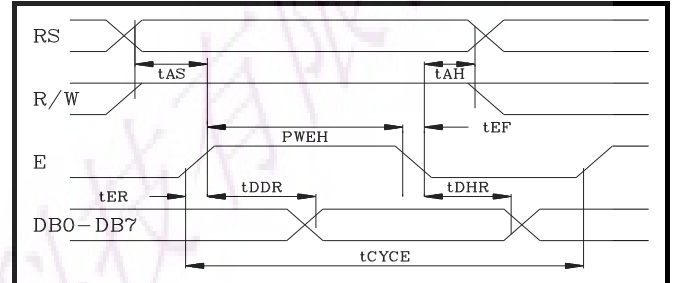 RS
tAS
tAH
R/W
PWEH
tEF
E
tER
tDDR
tDHR
DB0-DB7
tCYCE